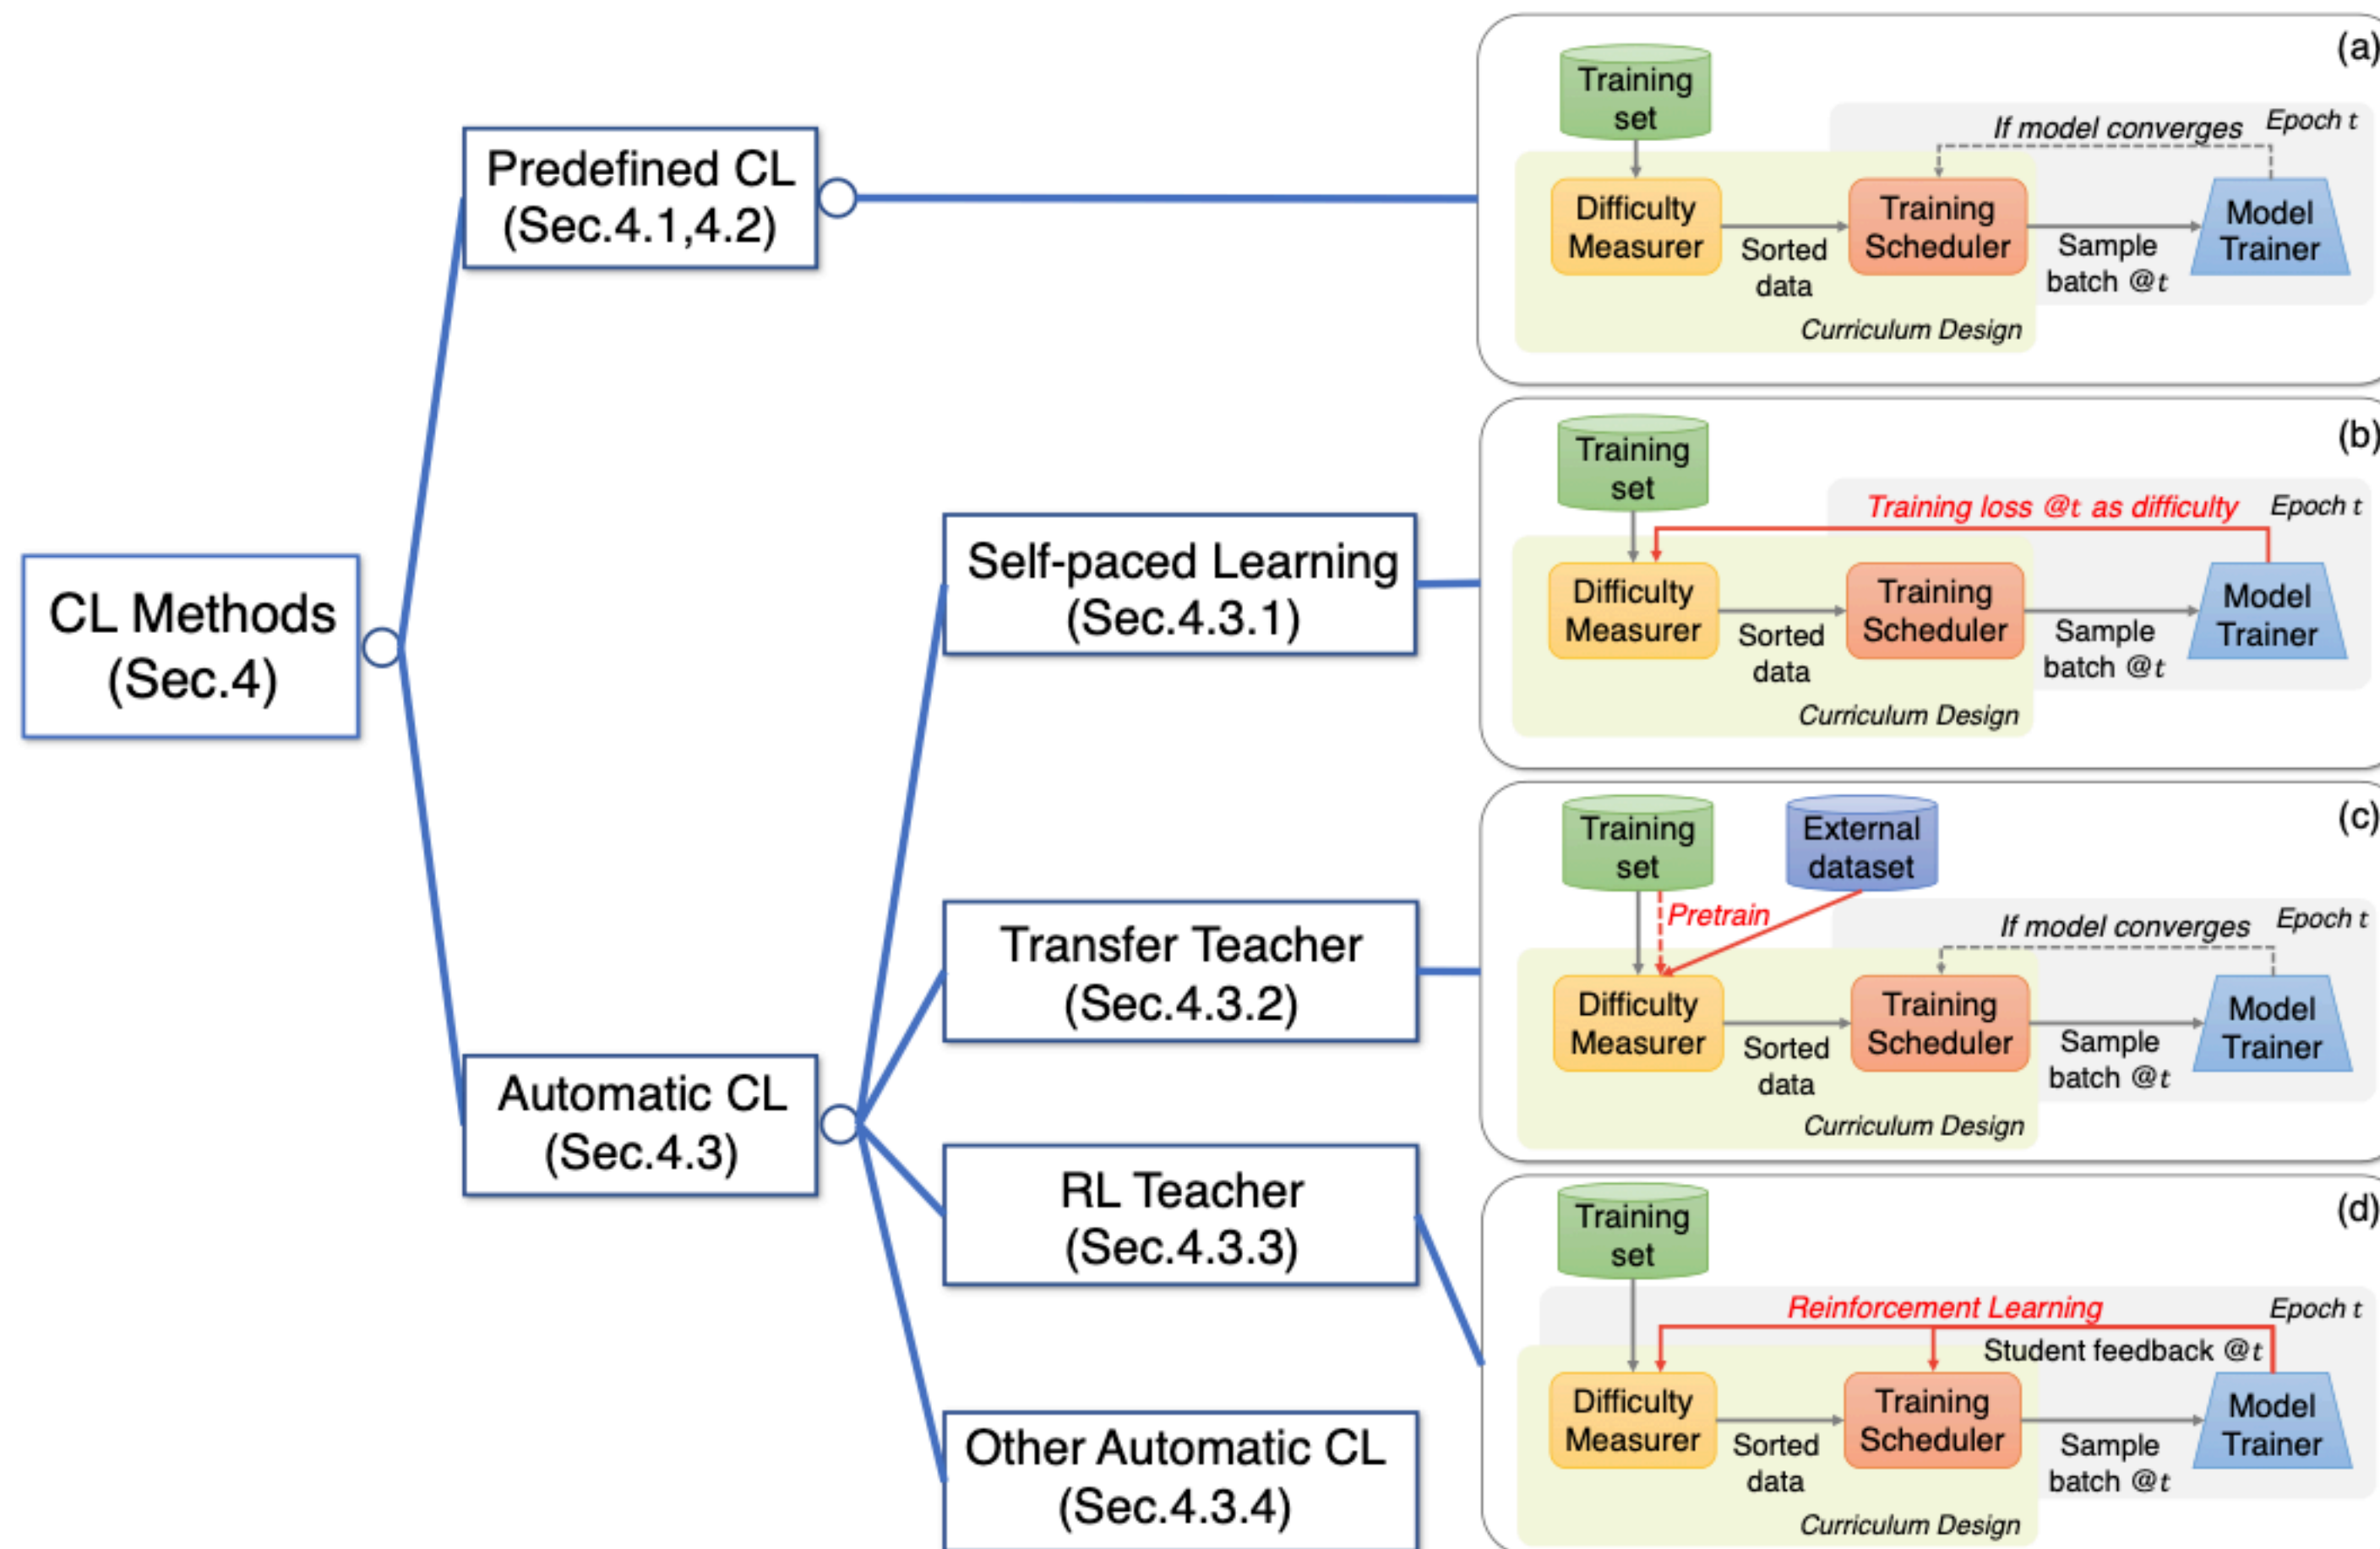 CL Methods
(Sec.4)
Predefined CL
(Sec.4.1,4.2)
Automatic CL
(Sec.4.3)
Self-paced Learning
(Sec.4.3.1)
Transfer Teacher
(Sec.4.3.2)
RL Teacher
(Sec.4.3.3)
Other Automatic CL
(Sec.4.3.4)
(a)
Training
set
If model converges
Epoch t
Difficulty
Measurer
Sorted
data
Training
Scheduler
Sample
batch @t
Model
Trainer
Curriculum Design
(b)
Training
set
Training loss @t as difficulty
Epoch t
Difficulty
Measurer
Sorted
data
Training
Scheduler
Sample
batch @t
Model
Trainer
Curriculum Design
(c)
Training
set
External
dataset
Pretrain
If model converges
Epoch t
Difficulty
Measurer
Sorted
data
Training
Scheduler
Sample
batch @t
Model
Trainer
Curriculum Design
(d)
Training
set
Reinforcement Learning
Epoch t
Student feedback @t
Difficulty
Measurer
Sorted
data
Training
Scheduler
Sample
batch @t
Model
Trainer
Curriculum Design